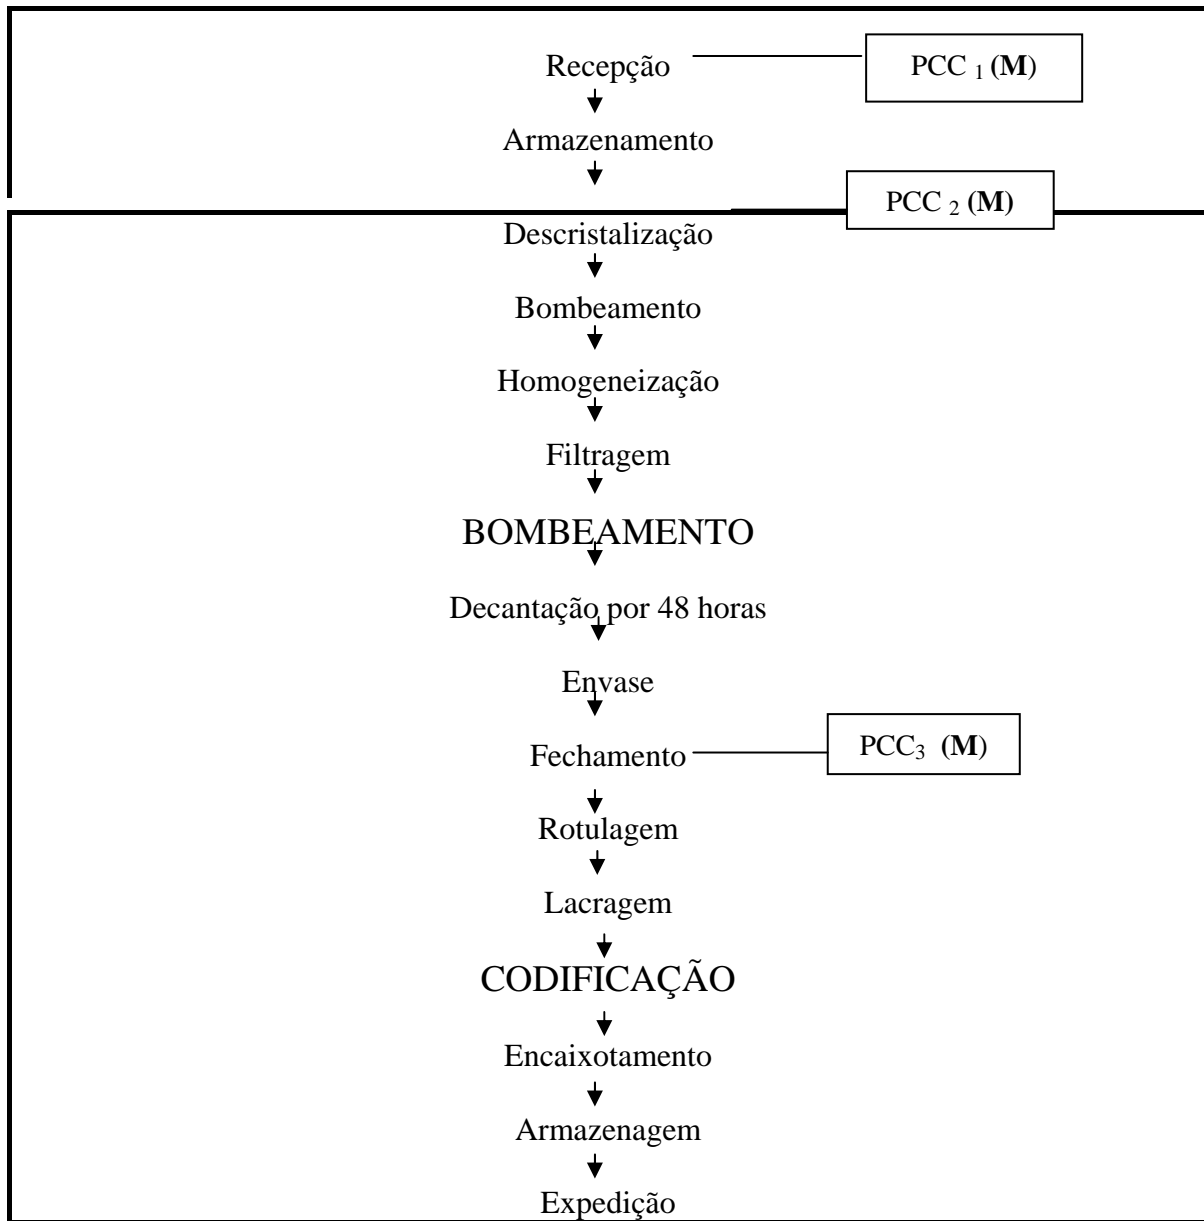 Recepção
PCC 1 (M)
Armazenamento
PCC 2 (M)
Descristalização
Bombeamento
Homogeneização
Filtragem
BOMBEAMENTO
Decantação por 48 horas
Envase
Fechamento
PCC3 (M)
Rotulagem
Lacragem
CODIFICAÇÃO
Encaixotamento
Armazenagem
Expedição